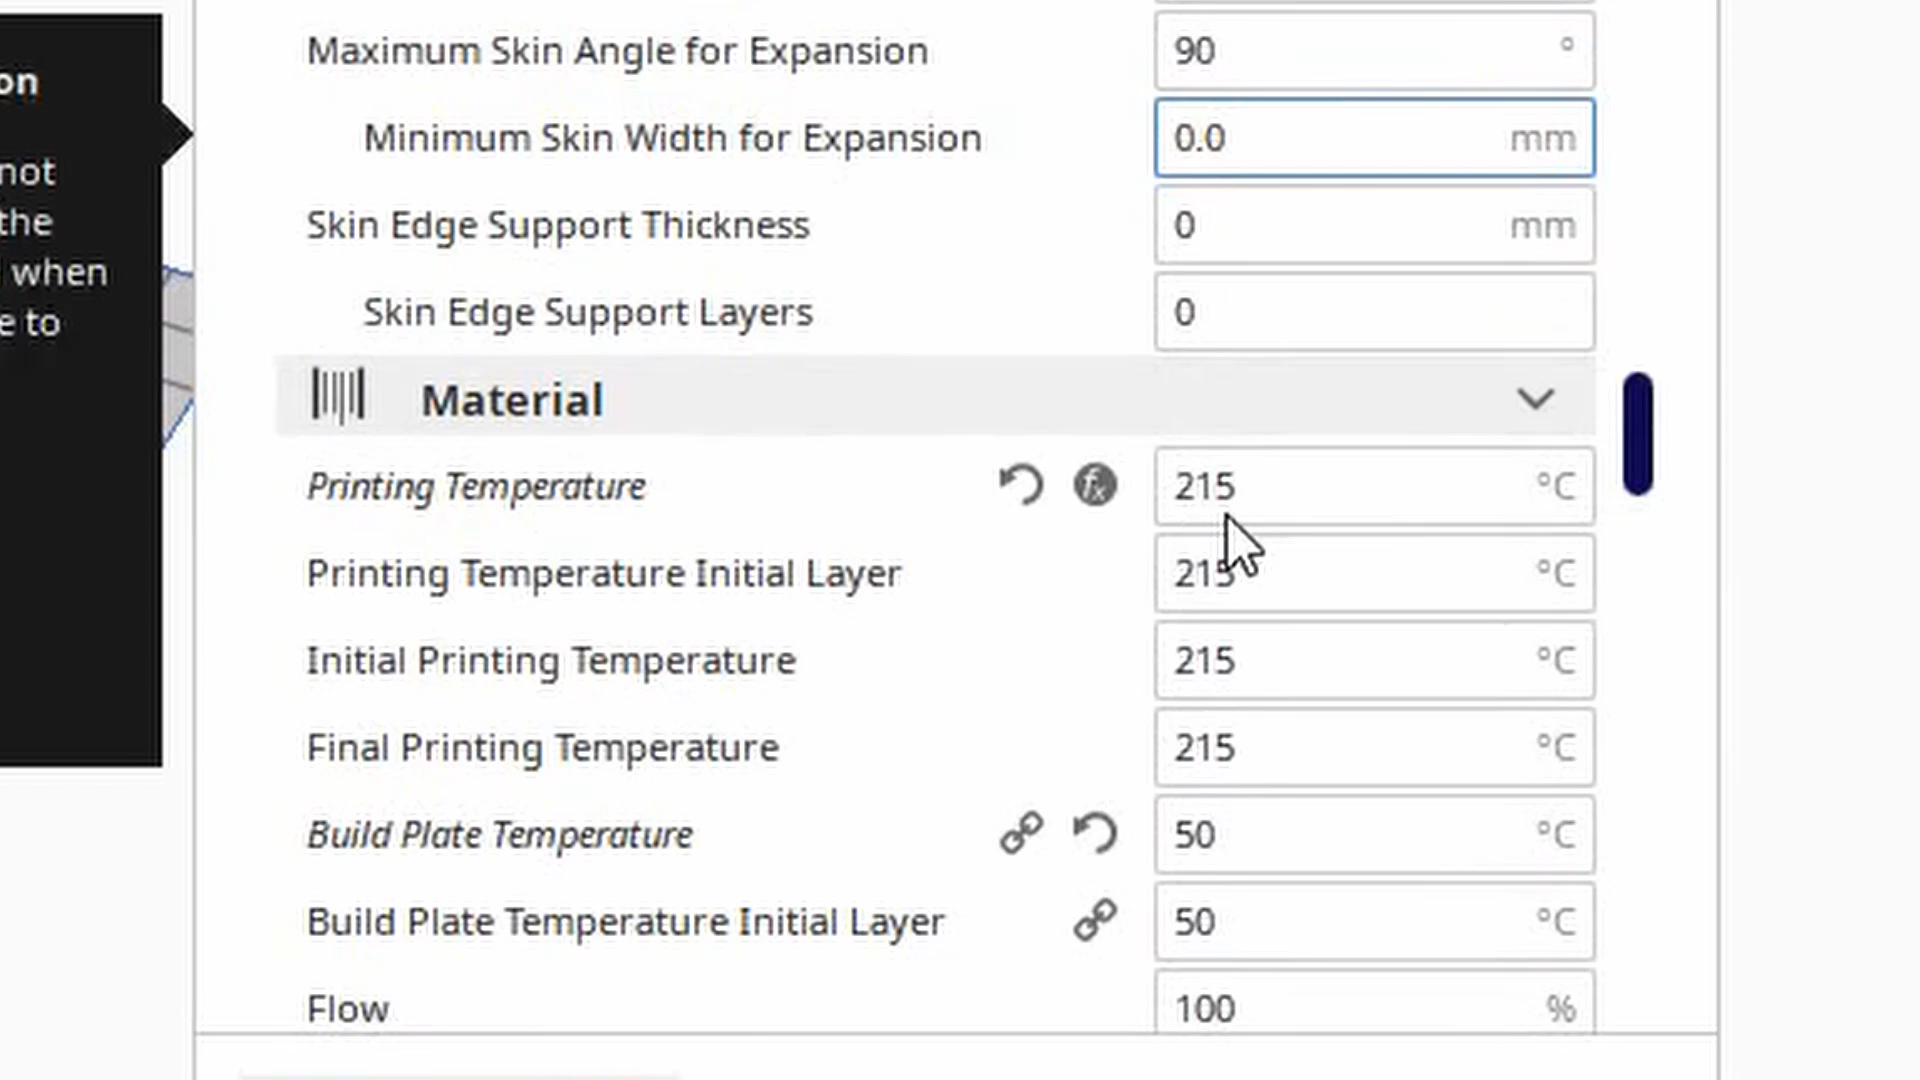 on
not
the
when
e to
Maximum Skin Angle for Expansion 90 °
Minimum Skin Width for Expansion 0.0 mm
Skin Edge Support Thickness 0 mm
Skin Edge Support Layers 0
Material
Printing Temperature fx 215 °C
Printing Temperature Initial Layer 215 °C
Initial Printing Temperature 215 °C
Final Printing Temperature 215 °C
Build Plate Temperature 50 °C
Build Plate Temperature Initial Layer 50 °C
Flow 100 %